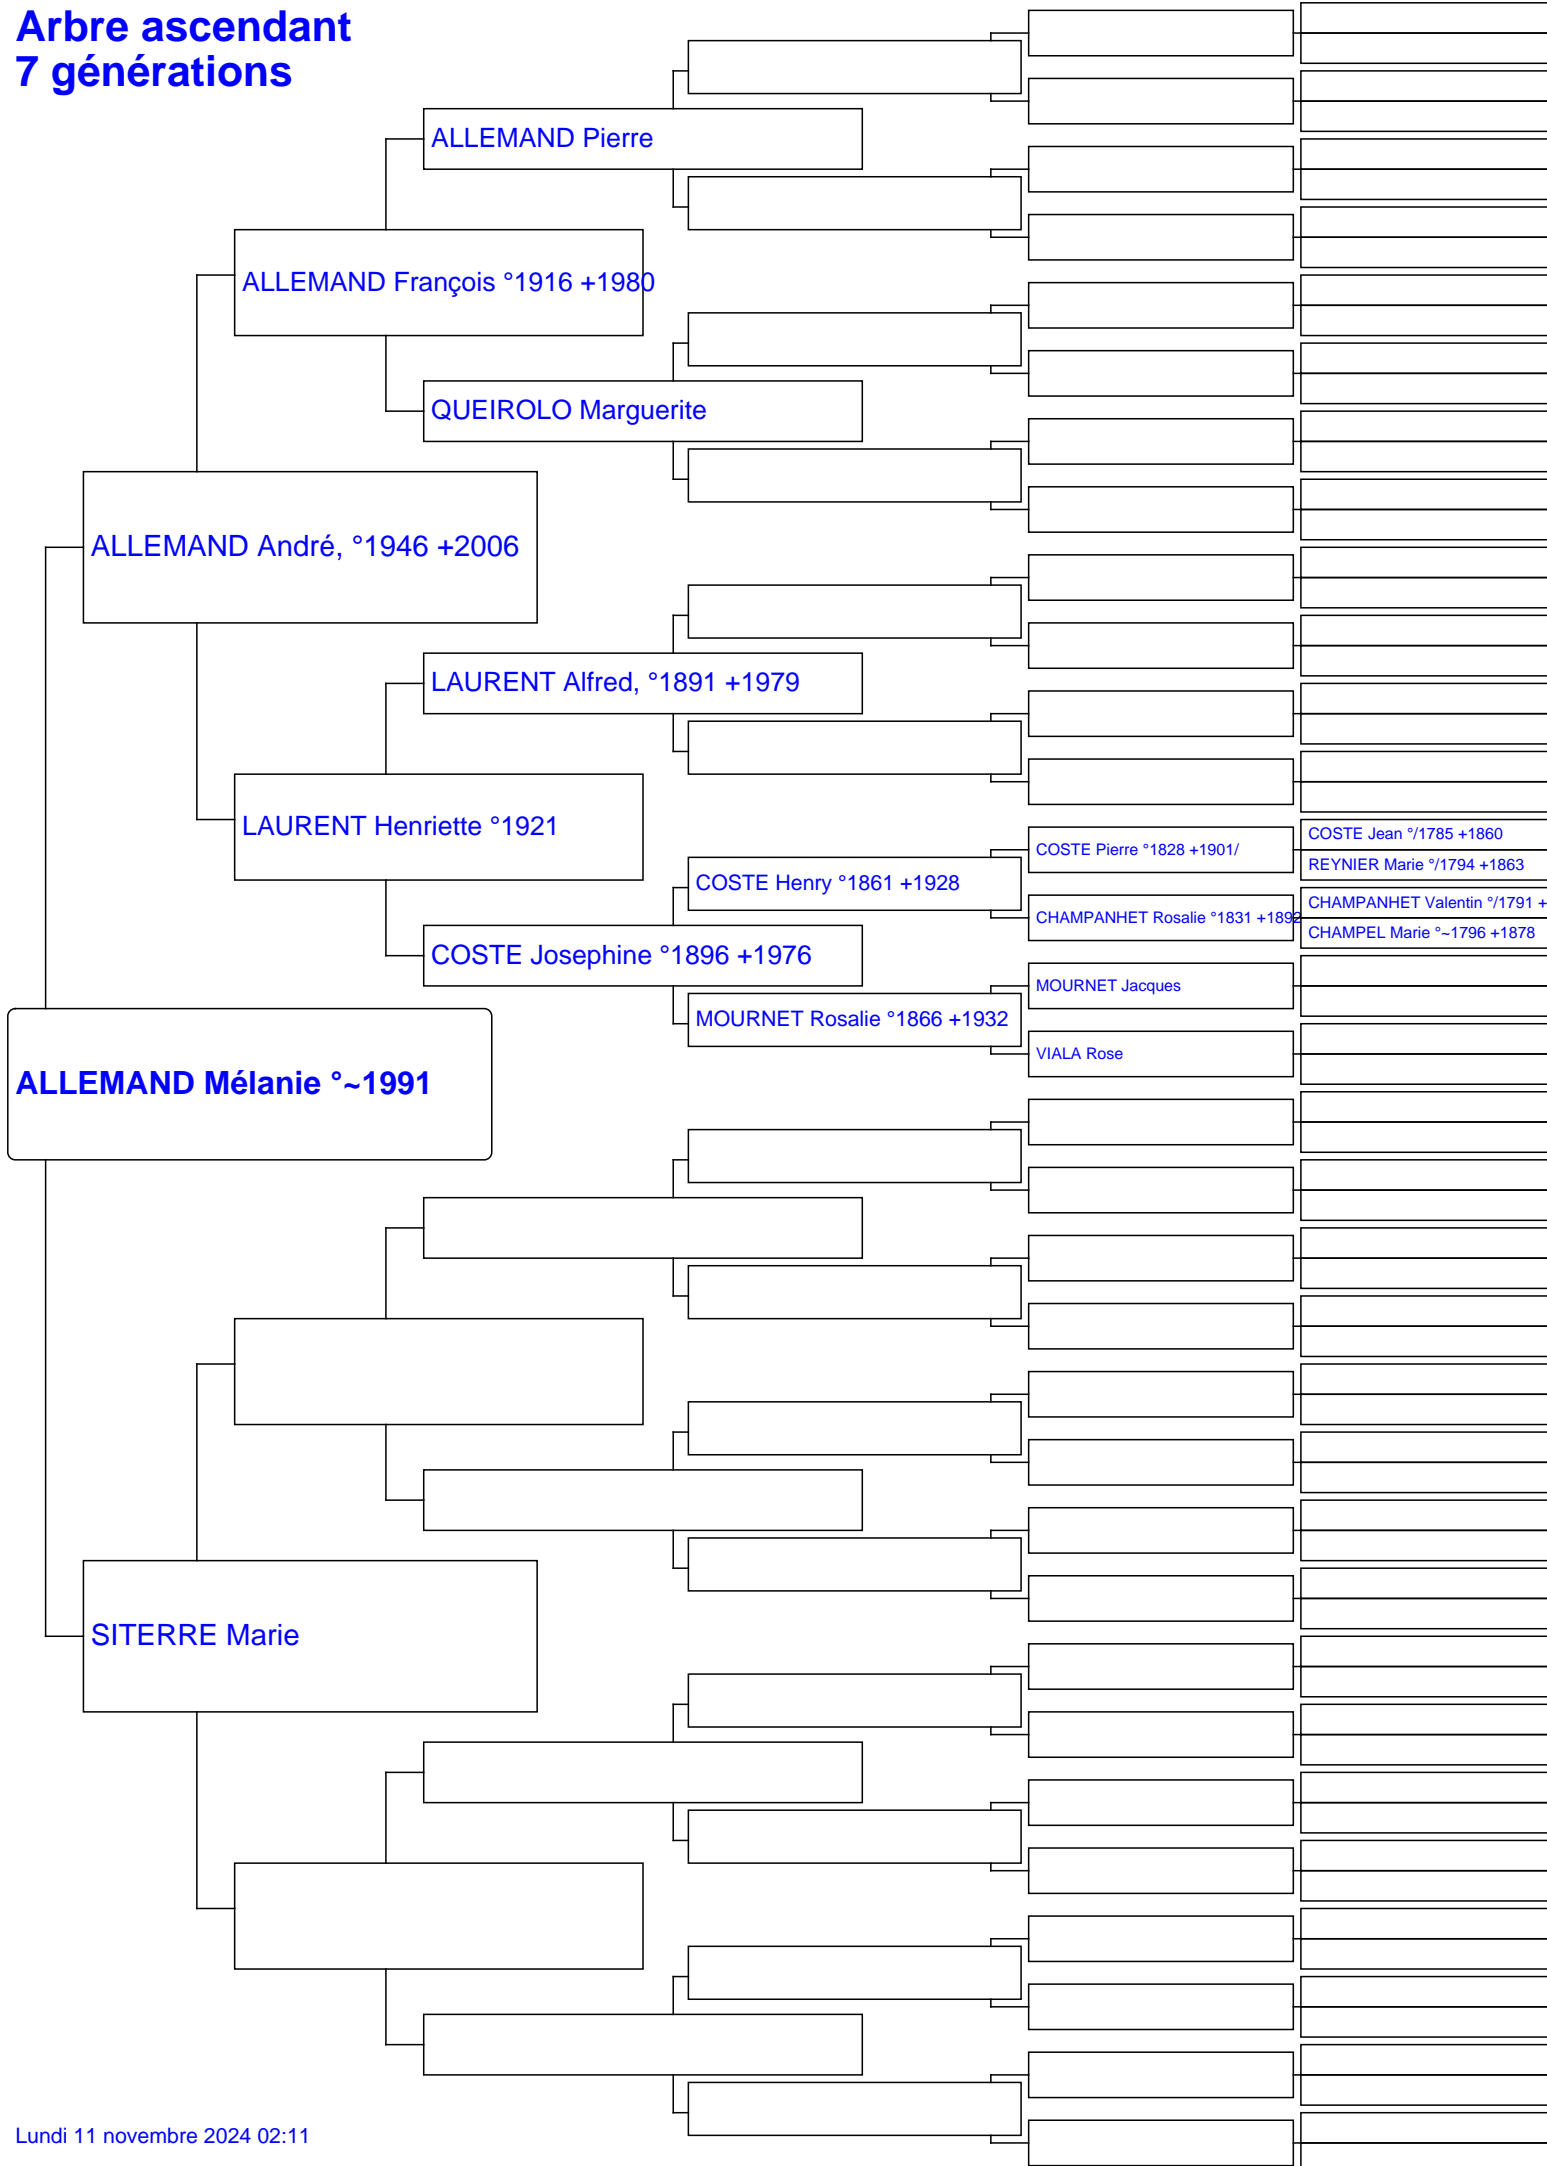 Arbre ascendant
7 générations
ALLEMAND Pierre
ALLEMAND François °1916 +1980
QUEIROLO Marguerite
ALLEMAND André, °1946 +2006
LAURENT Alfred, °1891 +1979
LAURENT Henriette °1921
COSTE Jean °/1785 +1860
COSTE Pierre °1828 +1901/
REYNIER Marie °/1794 +1863
COSTE Henry °1861 +1928
CHAMPANHET Valentin °/1791 +
CHAMPANHET Rosalie °1831 +1892
CHAMPEL Marie °~1796 +1878
COSTE Josephine °1896 +1976
MOURNET Jacques
MOURNET Rosalie °1866 +1932
VIALA Rose
ALLEMAND Mélanie °~1991
SITERRE Marie
Lundi 11 novembre 2024 02:11